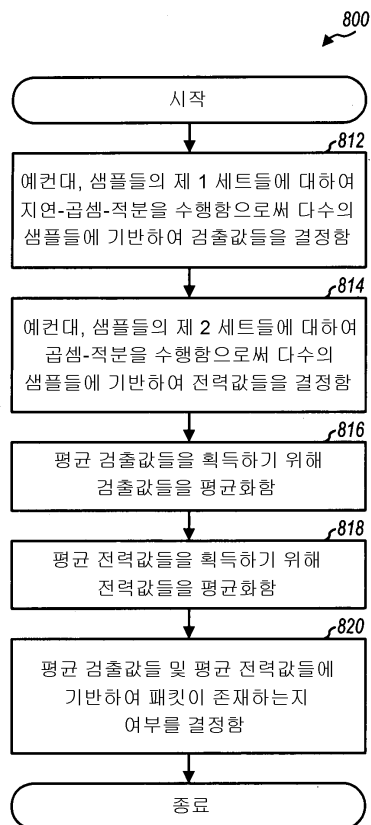 800
시작
812
예컨대, 샘플들의 제 1 세트들에 대하여
지연-곱셈-적분을 수행함으로써 다수의
샘플들에 기반하여 검출값들을 결정함
814
예컨대, 샘플들의 제 2 세트들에 대하여
곱셈-적분을 수행함으로써 다수의
샘플들에 기반하여 전력값들을 결정함
816
평균 검출값들을 획득하기 위해
검출값들을 평균화함
818
평균 전력값들을 획득하기 위해
전력값들을 평균화함
820
평균 검출값들 및 평균 전력값들에
기반하여 패킷이 존재하는지
여부를 결정함
종료